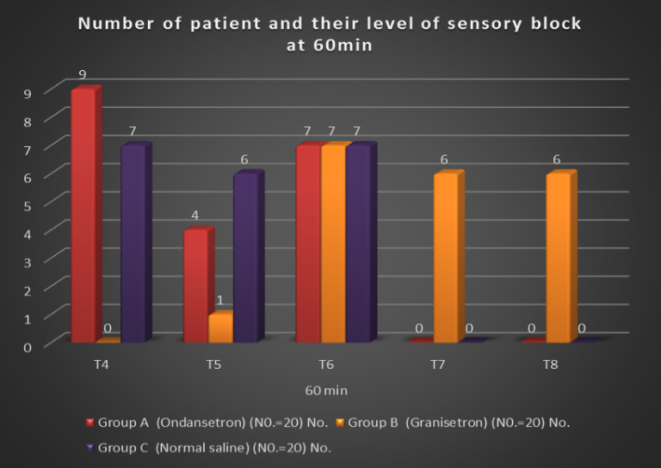 Number of patient and their level of sensory block
at 60min
9
8
7
6
5
4
3
2
1
0
9 0 7
4 1 6
7 7 7
0 6 0
0 6 0
T4 T5 T6 T7 T8
60 min
Group A (Ondansetron) (N0.=20) No. Group B (Granisetron) (N0.=20) No.
Group C (Normal saline) (N0.=20) No.